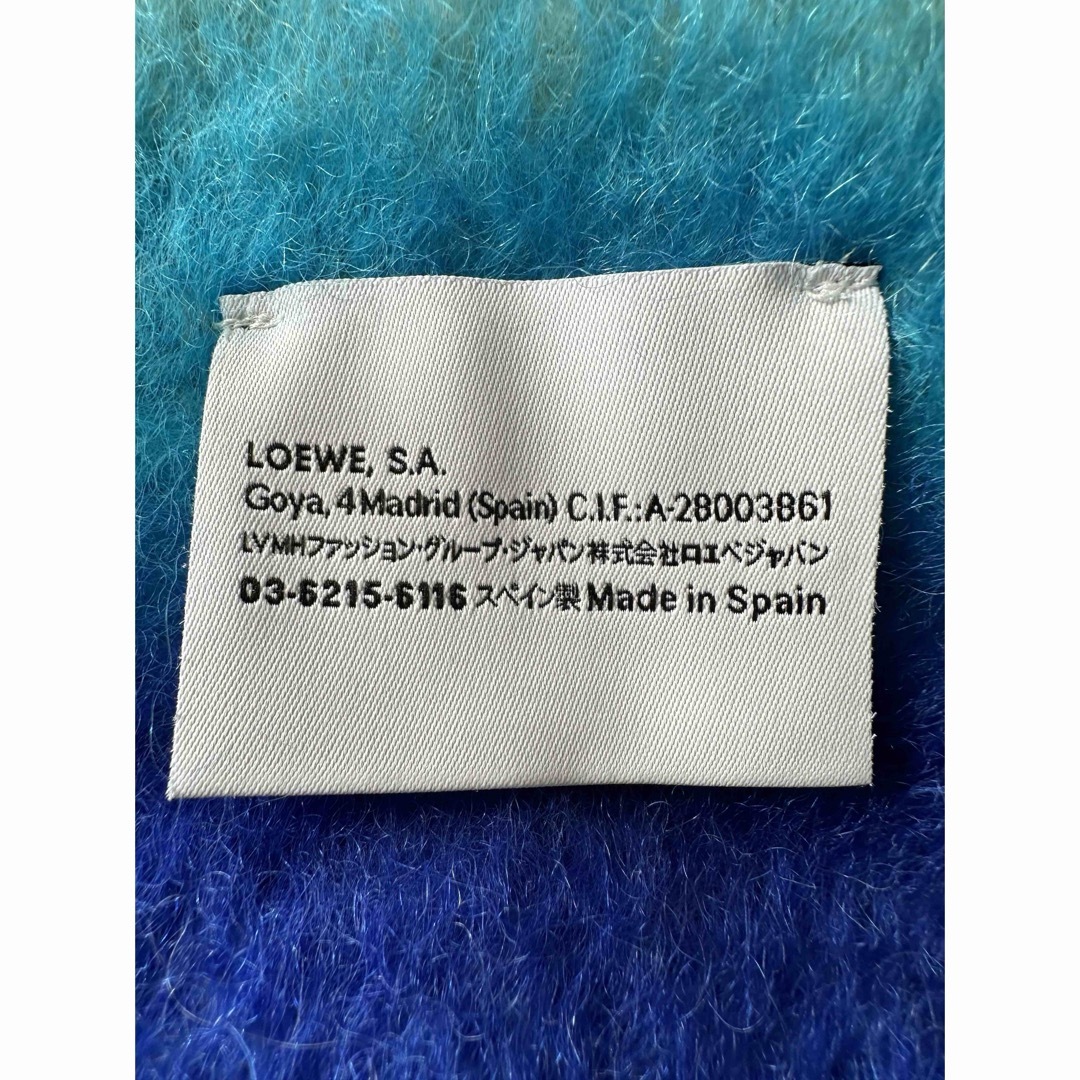 LOEWE, S.A.
Goya, 4 Madrid (Spain) C.I.F.:A-28003861
LVMHファッション・グループ・ジャパン株式会社ロエベジャパン
03-6215-6116 スペイン製 Made in Spain